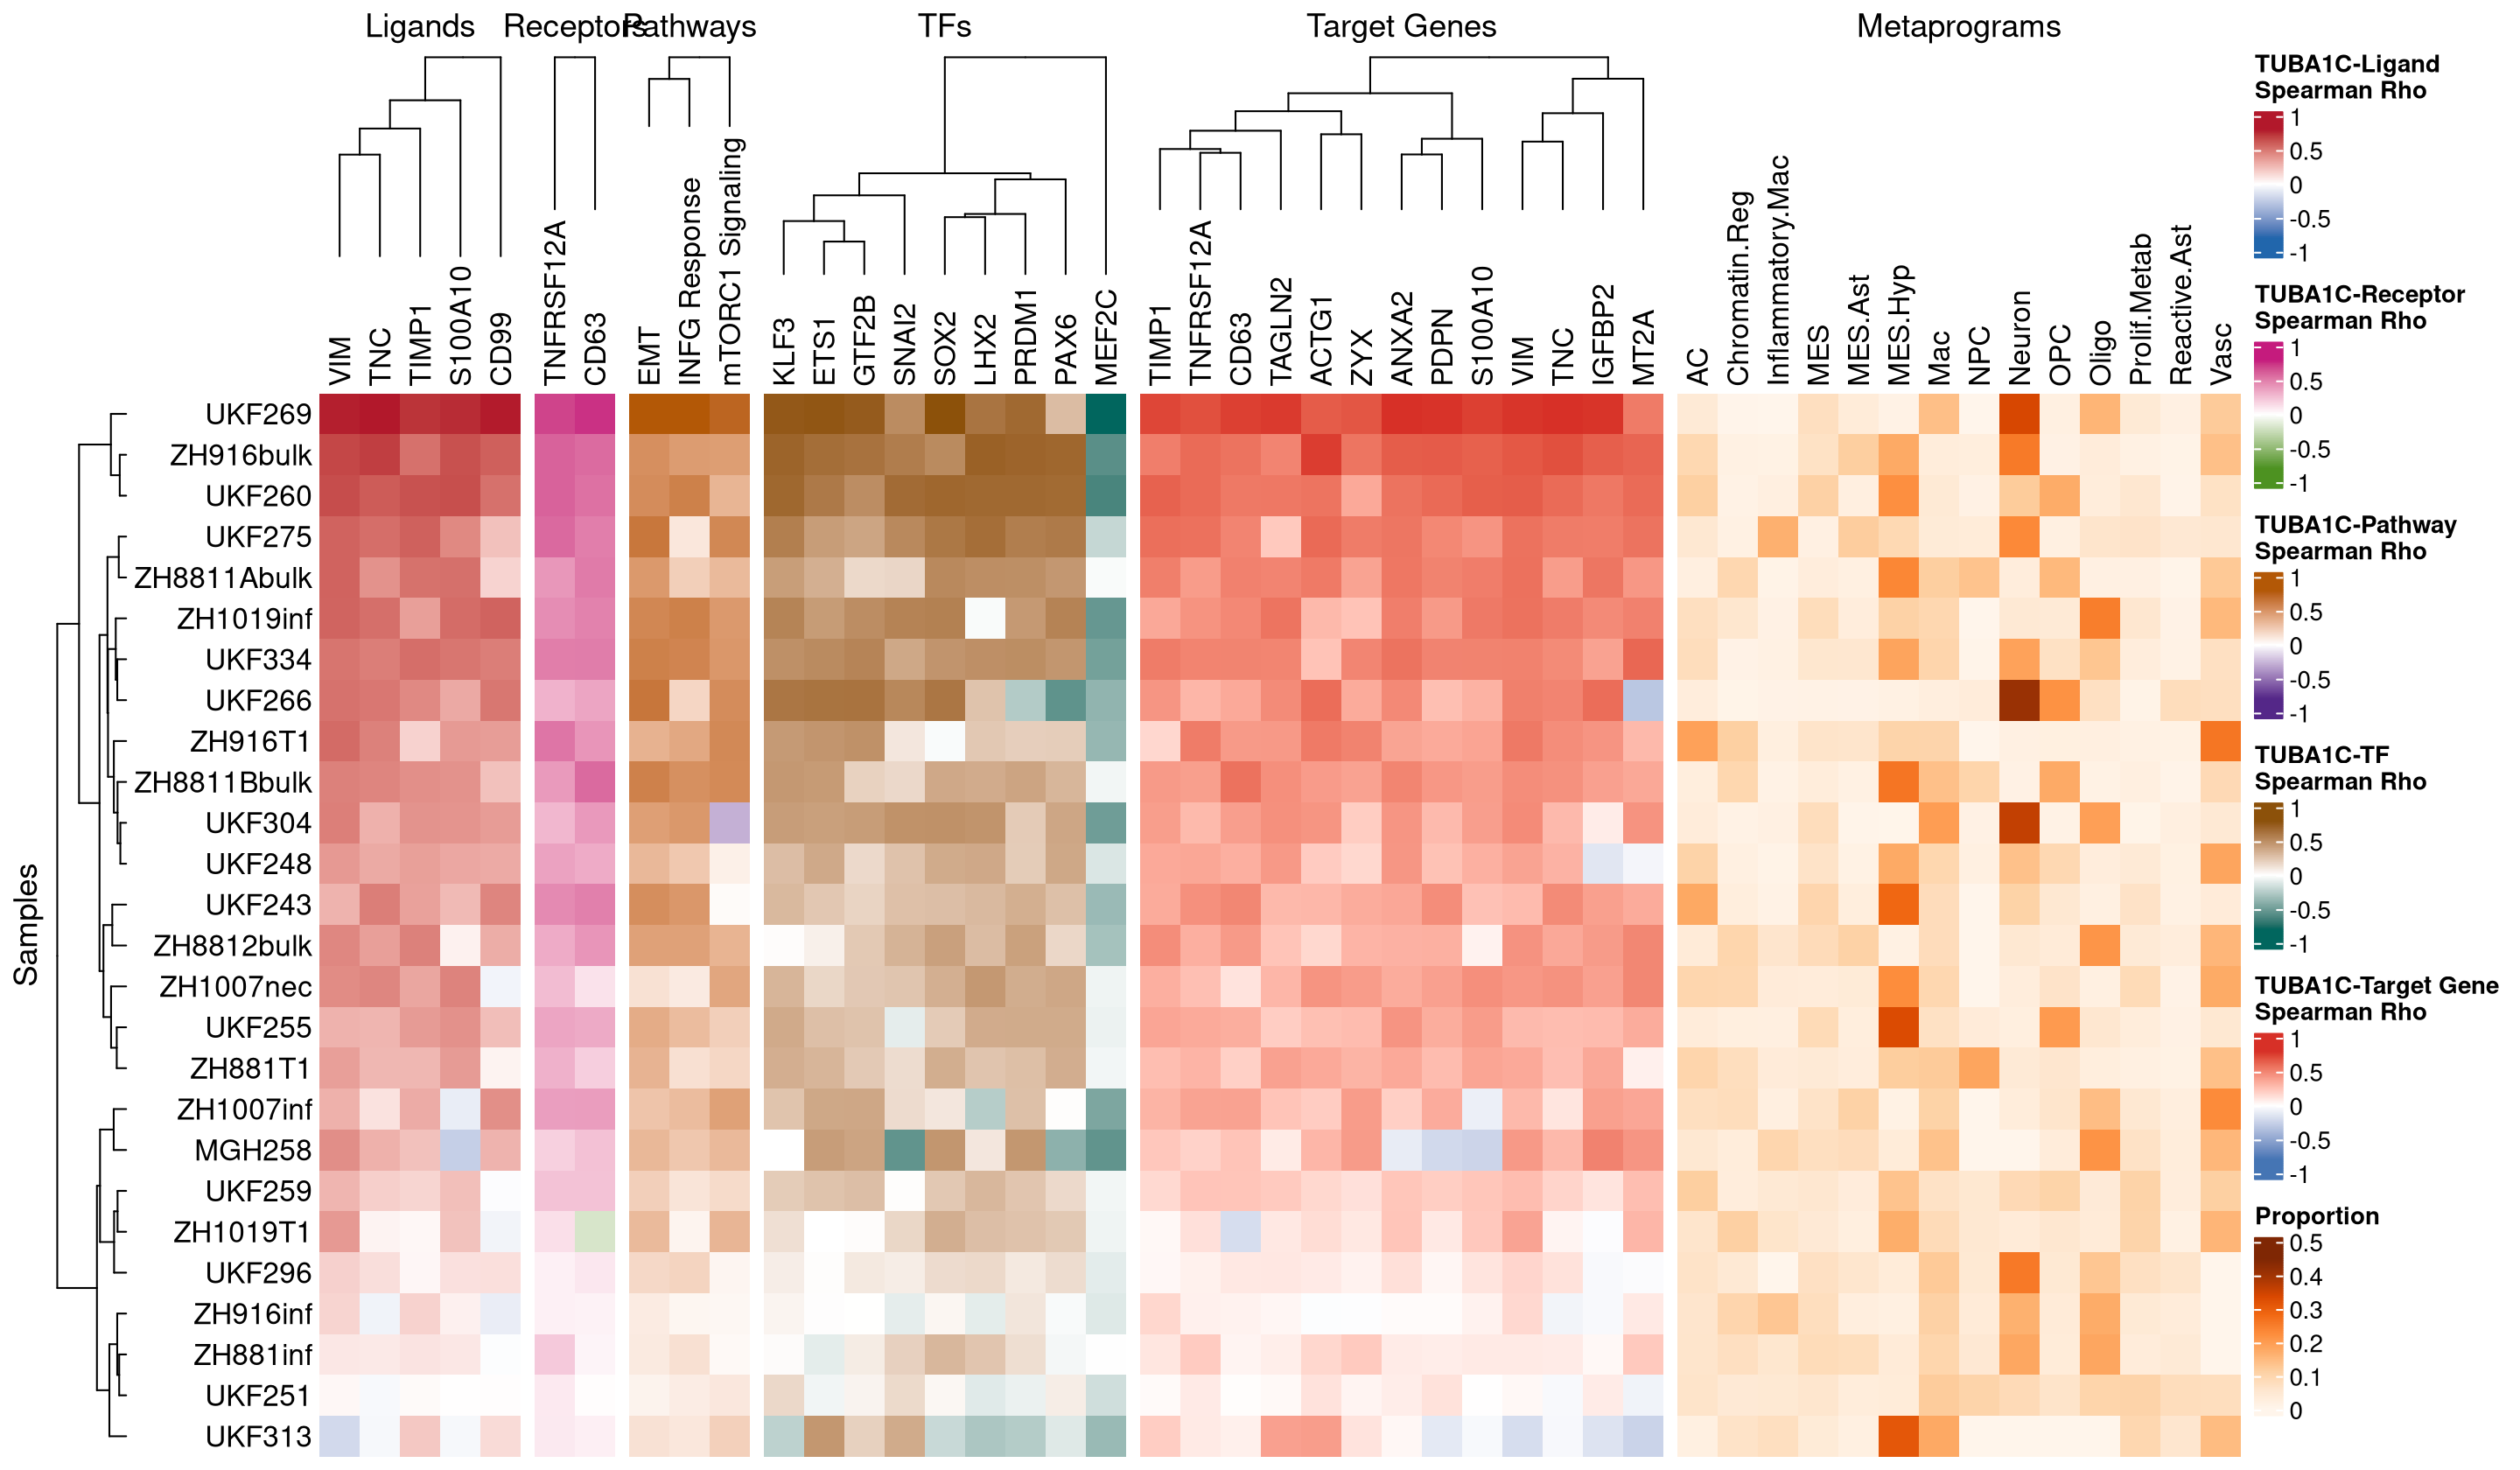 Ligands
Receptors
Pathways
TFs
Target Genes
Metaprograms
VIM
TNC
TIMP1
S100A10
CD99
TNFRSF12A
CD63
EMT
INFG Response
mTORC1 Signaling
KLF3
ETS1
GTF2B
SNAI2
SOX2
LHX2
PRDM1
PAX6
MEF2C
TIMP1
TNFRSF12A
CD63
TAGLN2
ACTG1
ZYX
ANXA2
PDPN
S100A10
VIM
TNC
IGFBP2
MT2A
AC
Chromatin.Reg
Inflammatory.Mac
MES
MES.Ast
MES.Hyp
Mac
NPC
Neuron
OPC
Oligo
Prolif.Metab
Reactive.Ast
Vasc
Samples
UKF269
ZH916bulk
UKF260
UKF275
ZH8811Abulk
ZH1019inf
UKF334
UKF266
ZH916T1
ZH8811Bbulk
UKF304
UKF248
UKF243
ZH8812bulk
ZH1007nec
UKF255
ZH881T1
ZH1007inf
MGH258
UKF259
ZH1019T1
UKF296
ZH916inf
ZH881inf
UKF251
UKF313
TUBA1C-Ligand
Spearman Rho
1
0.5
0
-0.5
-1
TUBA1C-Receptor
Spearman Rho
1
0.5
0
-0.5
-1
TUBA1C-Pathway
Spearman Rho
1
0.5
0
-0.5
-1
TUBA1C-TF
Spearman Rho
1
0.5
0
-0.5
-1
TUBA1C-Target Gene
Spearman Rho
1
0.5
0
-0.5
-1
Proportion
0.5
0.4
0.3
0.2
0.1
0